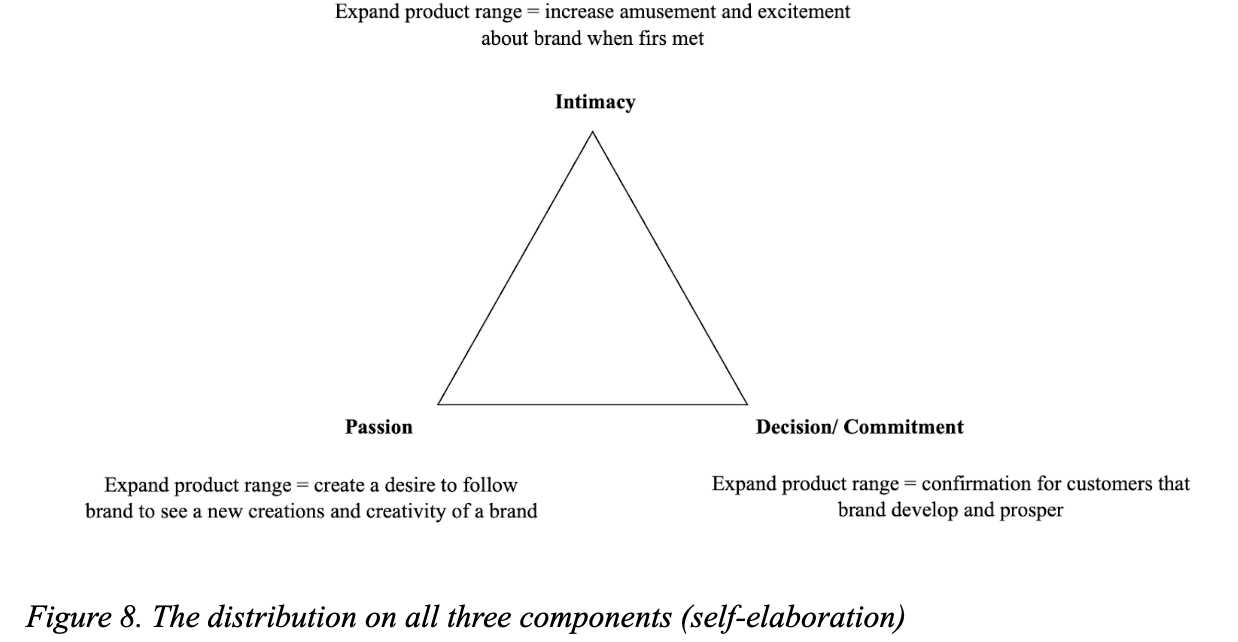 Expand product range = increase amusement and excitement
about brand when firs met
Intimacy
Passion
Decision/ Commitment
Expand product range = create a desire to follow
brand to see a new creations and creativity of a brand
Expand product range = confirmation for customers that
brand develop and prosper
Figure 8. The distribution on all three components (self-elaboration)